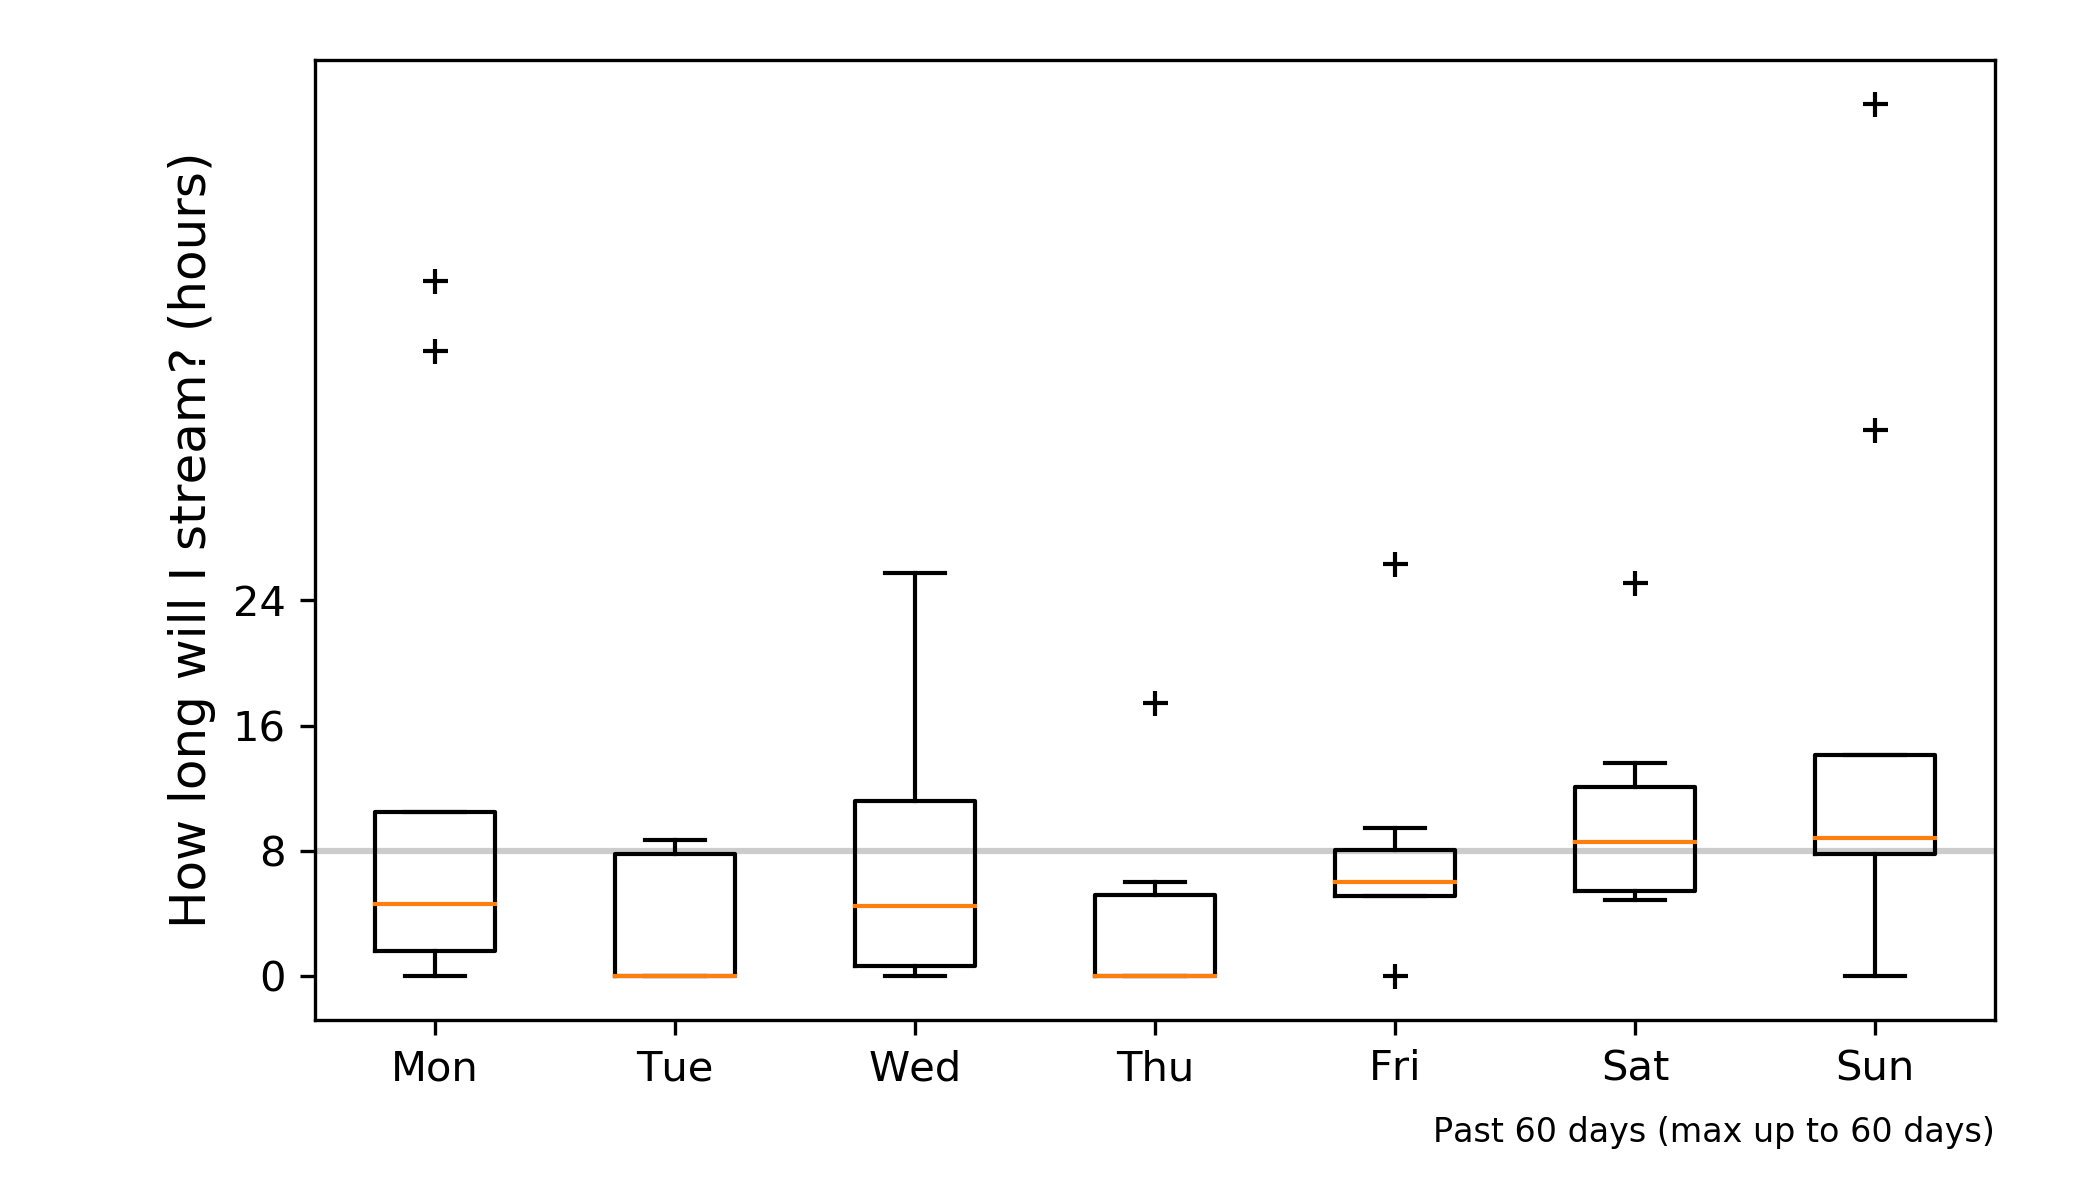 How long will I stream? (hours)
24
16
8
0
Mon Tue Wed Thu Fri Sat Sun
Past 60 days (max up to 60 days)